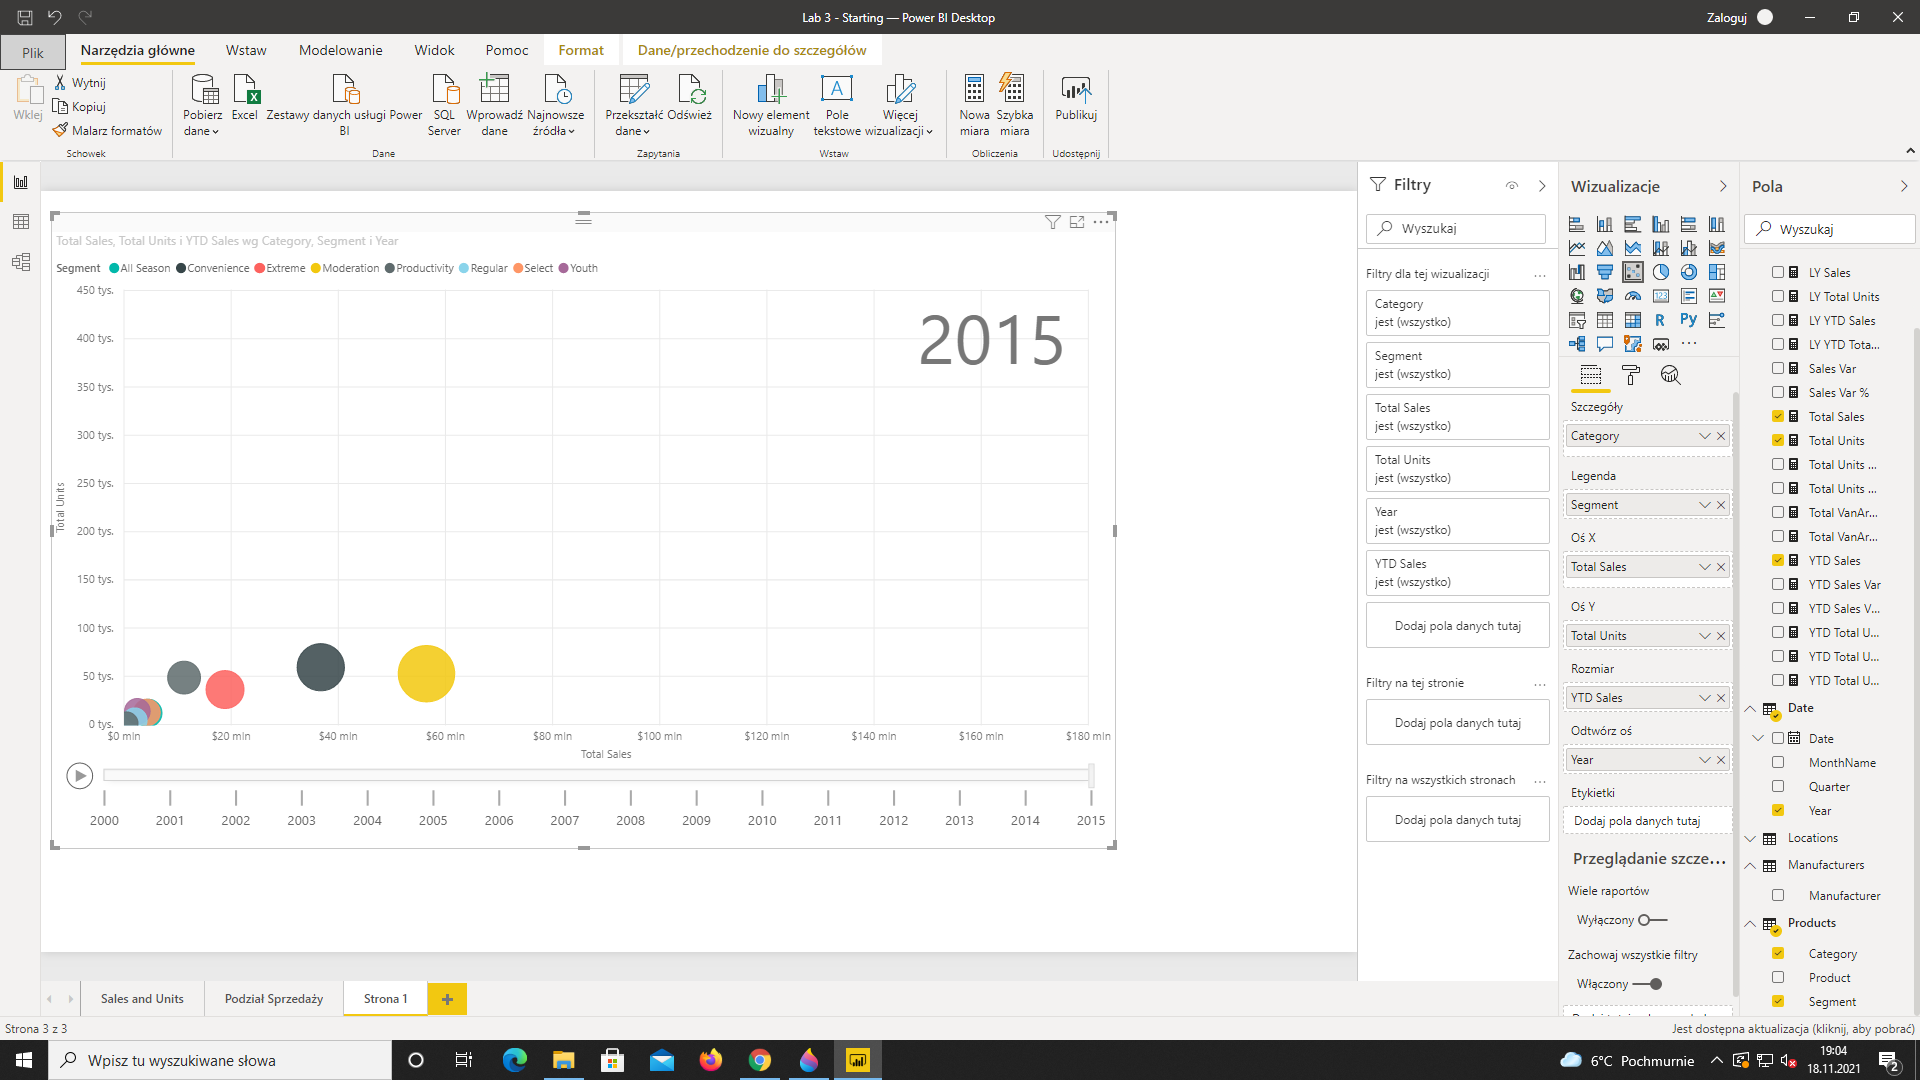 Lab 3 - Starting — Power BI Desktop
Zaloguj
Plik
Narzędzia główne
Wstaw
Modelowanie
Widok
Pomoc
Format
Dane/przechodzenie do szczegółów
Wklej
Wytnij
Kopiuj
Malarz formatów
Schowek
Pobierz dane
Excel
Zestawy danych usługi Power BI
SQL Server
Wprowadź dane
Najnowsze źródła
Dane
Przekształć dane
Odśwież
Zapytania
Nowy element wizualny
Pole tekstowe
Więcej wizualizacji
Wstaw
Nowa miara
Szybka miara
Obliczenia
Publikuj
Udostępnij
Total Sales, Total Units i YTD Sales wg Category, Segment i Year
Segment All Season Convenience Extreme Moderation Productivity Regular Select Youth
2015
450 tys.
400 tys.
350 tys.
300 tys.
250 tys.
200 tys.
150 tys.
100 tys.
50 tys.
0 tys.
Total Units
$0 mln $20 mln $40 mln $60 mln $80 mln $100 mln $120 mln $140 mln $160 mln $180 mln
Total Sales
2000 2001 2002 2003 2004 2005 2006 2007 2008 2009 2010 2011 2012 2013 2014 2015
Filtry
Wyszukaj
Filtry dla tej wizualizacji
...
Category
jest (wszystko)
Segment
jest (wszystko)
Total Sales
jest (wszystko)
Total Units
jest (wszystko)
Year
jest (wszystko)
YTD Sales
jest (wszystko)
Dodaj pola danych tutaj
Filtry na tej stronie
...
Dodaj pola danych tutaj
Filtry na wszystkich stronach
...
Dodaj pola danych tutaj
Wizualizacje
R
Py
...
Szczegóły
Category
Legenda
Segment
Oś X
Total Sales
Oś Y
Total Units
Rozmiar
YTD Sales
Odtwórz oś
Year
Etykietki
Dodaj pola danych tutaj
Przeglądanie szcze...
Wiele raportów
Wyłączony
Zachowaj wszystkie filtry
Włączony
Pola
Wyszukaj
LY Sales
LY Total Units
LY YTD Sales
LY YTD Tota...
Sales Var
Sales Var %
Total Sales
Total Units
Total Units ...
Total Units ...
Total VanAr...
Total VanAr...
YTD Sales
YTD Sales Var
YTD Sales V...
YTD Total U...
YTD Total U...
YTD Total U...
Date
Date
MonthName
Quarter
Year
Locations
Manufacturers
Manufacturer
Products
Category
Product
Segment
Sales and Units
Podział Sprzedaży
Strona 1
+
Strona 3 z 3
Jest dostępna aktualizacja (kliknij, aby pobrać)
Wpisz tu wyszukiwane słowa
6°C Pochmurnie
19:04
18.11.2021
2